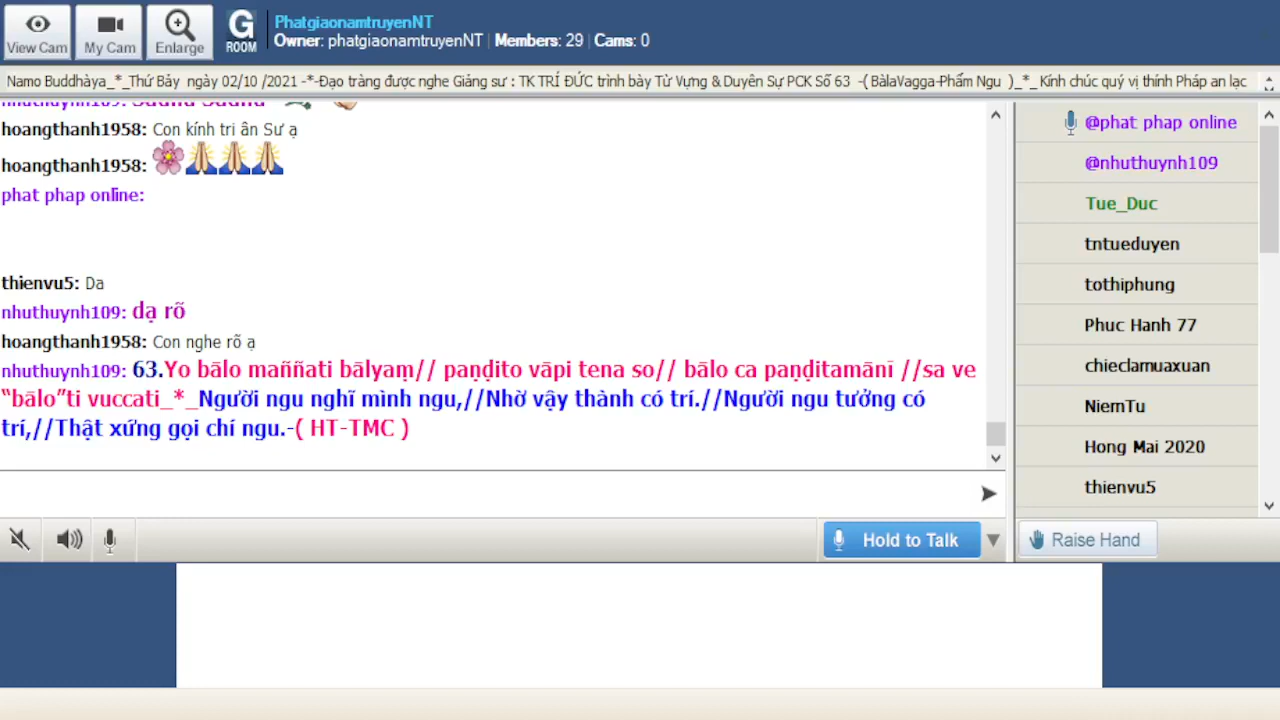 View Cam
My Cam
Enlarge
G
ROOM
PhatgiaonamtruyenNT
Owner: phatgiaonamtruyenNT | Members: 29 | Cams: 0
Namo Buddhàya_*_Thứ Bảy ngày 02/10 /2021 -*-Đạo tràng được nghe Giảng sư : TK TRÍ ĐỨC trình bày Từ Vựng & Duyên Sự PCK Số 63 -( BàlaVagga-Phẩm Ngu )_*_Kính chúc quý vị thính Pháp an lạc
nhuthuynh109: Sadhu Sadhu
hoangthanh1958: Con kính tri ân Sư ạ
hoangthanh1958: 🌸🙏🙏🙏
phat phap online:
thienvu5: Da
nhuthuynh109: dạ rõ
hoangthanh1958: Con nghe rõ ạ
nhuthuynh109: 63.Yo bālo maññati bālyaṃ// paṇḍito vāpi tena so// bālo ca paṇḍitamānī //sa ve
“bālo”ti vuccati_*_Người ngu nghĩ mình ngu,//Nhờ vậy thành có trí.//Người ngu tưởng có
trí,//Thật xứng gọi chí ngu.-( HT-TMC )
@phat phap online
@nhuthuynh109
Tue_Duc
tntueduyen
tothiphung
Phuc Hanh 77
chieclamuaxuan
NiemTu
Hong Mai 2020
thienvu5
Hold to Talk
Raise Hand